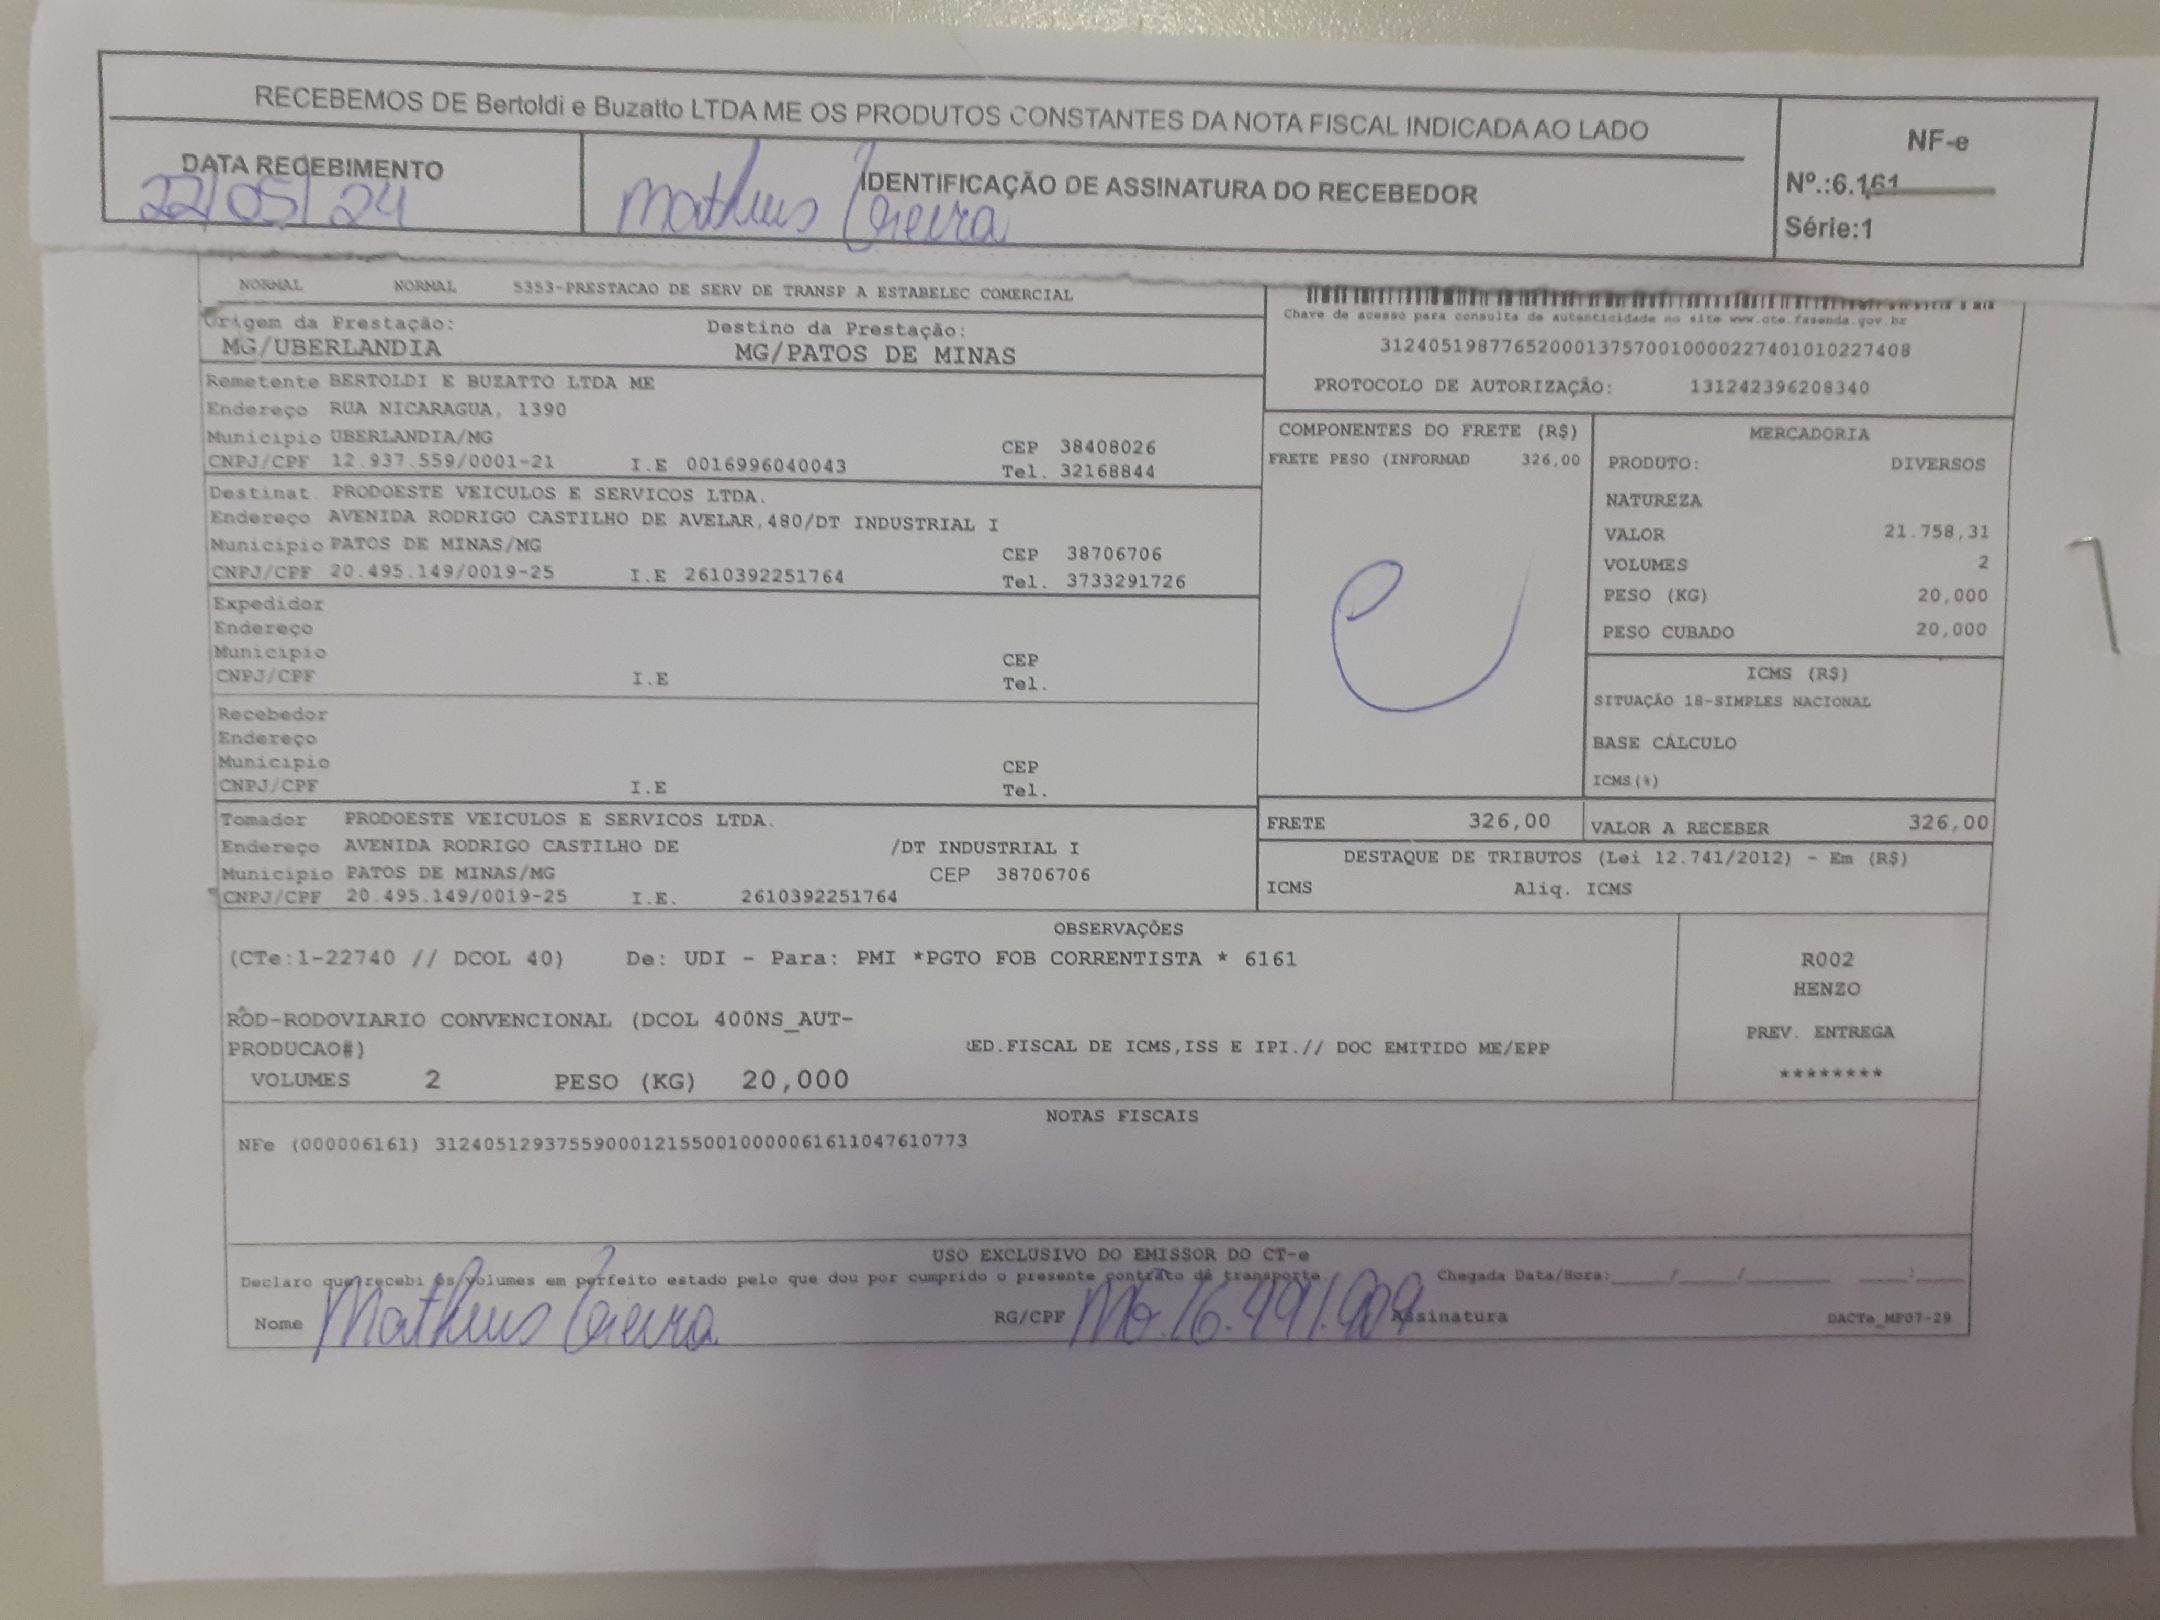 RECEBEMOS DE Bertoldi e Buzatto LTDA ME OS PRODUTOS CONSTANTES DA NOTA FISCAL INDICADA AO LADO
NF-e
DATA RECEBIMENTO
22/05/24
IDENTIFICAÇÃO DE ASSINATURA DO RECEBEDOR
Matheus
Nº.:6.161
Série:1
NORMAL NORMAL 5353-PRESTACAO DE SERV DE TRANSP A ESTABELEC COMERCIAL
Origem da Prestação: Destino da Prestação:
MG/UBERLANDIA MG/PATOS DE MINAS
Chave de acesso para consulta de autenticidade no site www.cte.fazenda.gov.br
31240519877652000137570010000227401010227408
PROTOCOLO DE AUTORIZAÇÃO: 131242396208340
Remetente BERTOLDI E BUZATTO LTDA ME
Endereço RUA NICARAGUA, 1390
Municipio UBERLANDIA/MG CEP 38408026
CNPJ/CPF 12.937.559/0001-21 I.E 0016996040043 Tel. 32168844
Destinat. PRODOESTE VEICULOS E SERVICOS LTDA.
Endereço AVENIDA RODRIGO CASTILHO DE AVELAR,480/DT INDUSTRIAL I
Municipio PATOS DE MINAS/MG CEP 38706706
CNPJ/CPF 20.495.149/0019-25 I.E 2610392251764 Tel. 3733291726
Expedidor
Endereço
Municipio CEP
CNPJ/CPF I.E Tel.
Recebedor
Endereço
Municipio CEP
CNPJ/CPF I.E Tel.
Tomador PRODOESTE VEICULOS E SERVICOS LTDA.
Endereço AVENIDA RODRIGO CASTILHO DE /DT INDUSTRIAL I
Municipio PATOS DE MINAS/MG CEP 38706706
CNPJ/CPF 20.495.149/0019-25 I.E. 2610392251764
COMPONENTES DO FRETE (R$)
FRETE PESO (INFORMAD 326,00
MERCADORIA
PRODUTO: DIVERSOS
NATUREZA
VALOR 21.758,31
VOLUMES 2
PESO (KG) 20,000
PESO CUBADO 20,000
ICMS (R$)
SITUAÇÃO 18-SIMPLES NACIONAL
BASE CÁLCULO
ICMS(%)
FRETE 326,00 VALOR A RECEBER 326,00
DESTAQUE DE TRIBUTOS (Lei 12.741/2012) - Em (R$)
ICMS Aliq. ICMS
OBSERVAÇÕES
(CTe:1-22740 // DCOL 40) De: UDI - Para: PMI *PGTO FOB CORRENTISTA * 6161
ROD-RODOVIARIO CONVENCIONAL (DCOL 400NS_AUT-
PRODUCAO#) ED.FISCAL DE ICMS,ISS E IPI.// DOC EMITIDO ME/EPP
VOLUMES 2 PESO (KG) 20,000
R002
HENZO
PREV. ENTREGA
********
NOTAS FISCAIS
NFe (000006161) 31240512937559000121550010000061611047610773
USO EXCLUSIVO DO EMISSOR DO CT-e
Declaro que recebi os volumes em perfeito estado pelo que dou por cumprido o presente contrato de transporte. Chegada Data/Hora:____/____/______ ____:____
Nome Matheus RG/CPF Assinatura DACTe_MF07-29